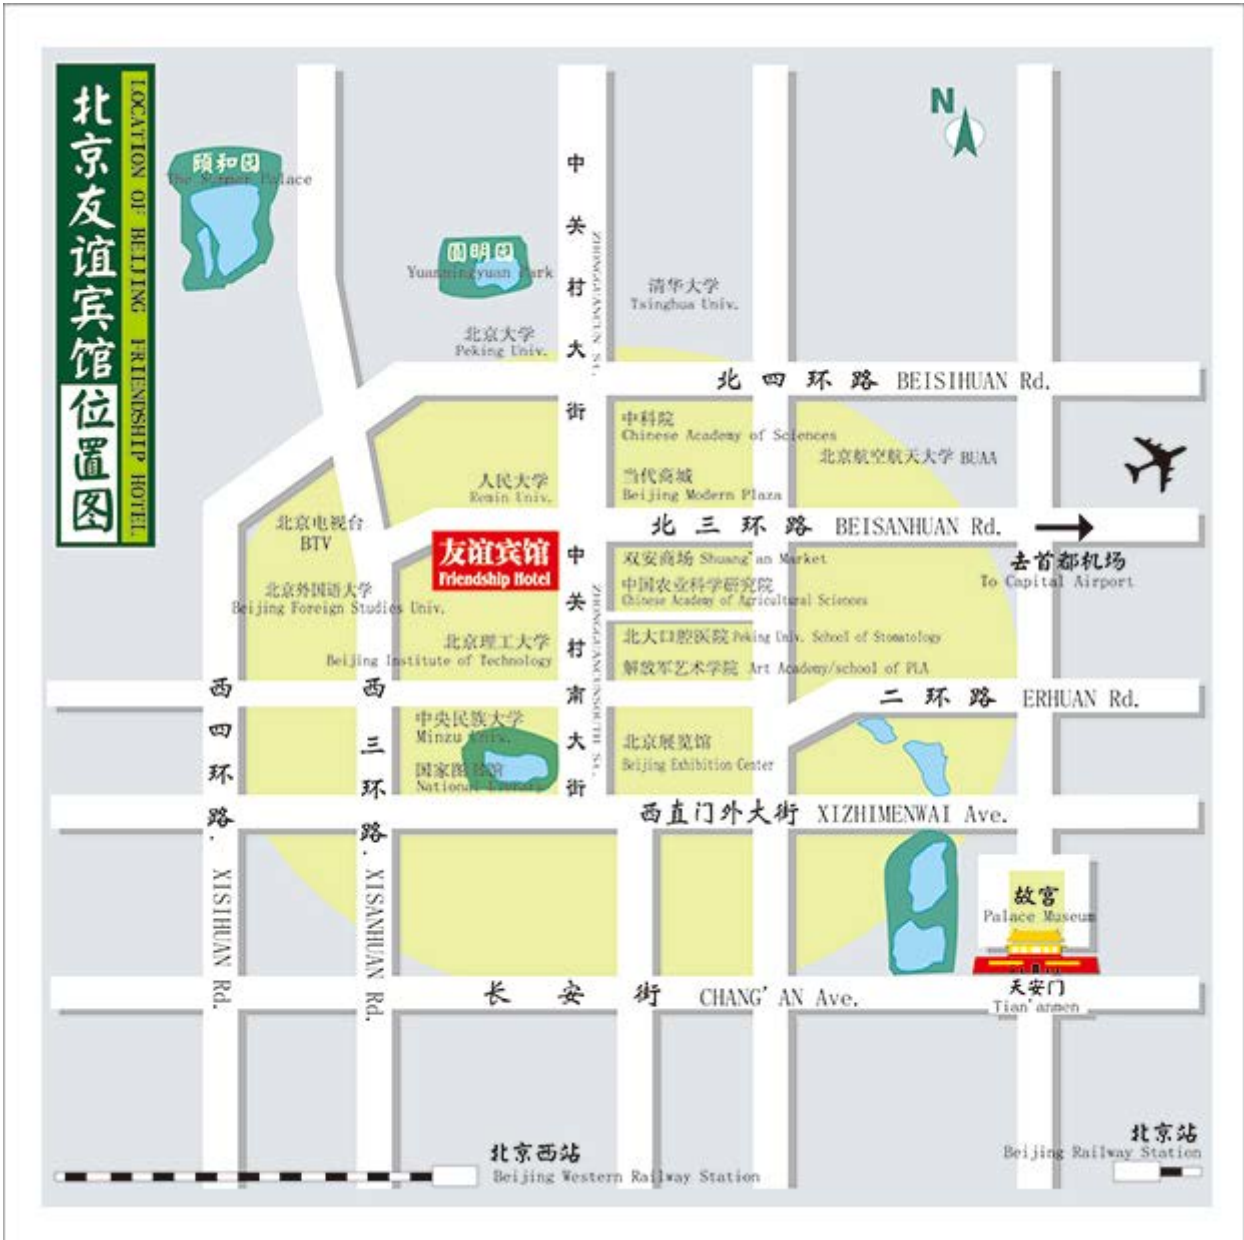 北京友谊宾馆位置图
LOCATION OF BEIJING FRIENDSHIP HOTEL
N
颐和园
The Summer Palace
圆明园
Yuanmingyuan Park
中关村大街
ZHONGGUANCUN ST.
清华大学
Tsinghua Univ.
北京大学
Peking Univ.
北四环路 BEISIHUAN Rd.
中科院
Chinese Academy of Sciences
北京航空航天大学 BUAA
当代商城
Beijing Modern Plaza
人民大学
Remin Univ.
北京电视台
BTV
北三环路 BEISANHUAN Rd.
去首都机场
To Capital Airport
友谊宾馆
Friendship Hotel
双安商场 Shuang'an Market
中国农业科学研究院
Chinese Academy of Agricultural Sciences
北京外国语大学
Beijing Foreign Studies Univ.
中关村南大街
ZHONGGUANCUNSOUTH ST.
北京理工大学
Beijing Institute of Technology
北大口腔医院 Peking Univ. School of Stomatology
解放军艺术学院 Art Academy/school of PLA
二环路 ERHUAN Rd.
西四环路. XISIHUAN Rd.
西三环路. XISANHUAN Rd.
中央民族大学
Minzu Univ.
国家图书馆
National Library
北京展览馆
Beijing Exhibition Center
西直门外大街 XIZHIMENWAI Ave.
故宫
Palace Museum
天安门
Tian'anmen
长安街 CHANG'AN Ave.
北京西站
Beijing Western Railway Station
北京站
Beijing Railway Station